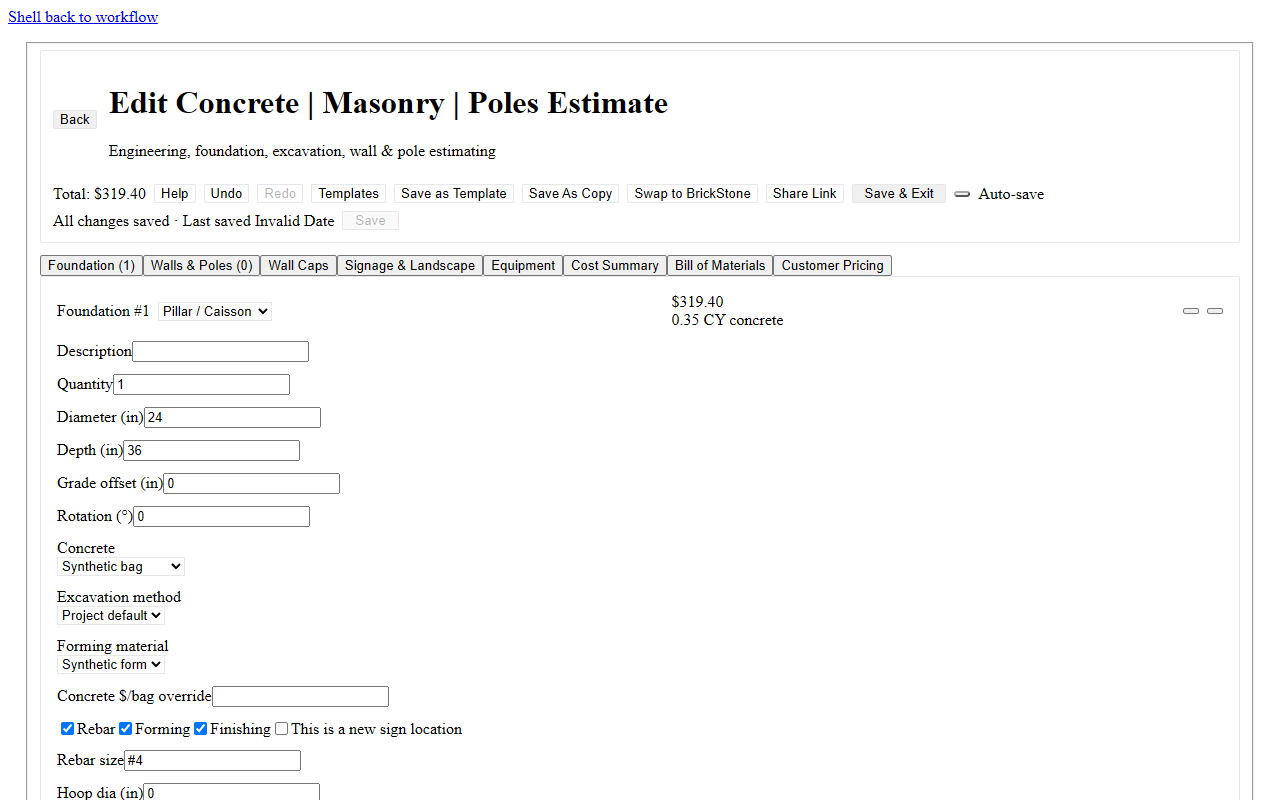 Shell back to workflow
Back
Edit Concrete | Masonry | Poles Estimate
Engineering, foundation, excavation, wall & pole estimating
Total: $319.40 Help Undo Redo Templates Save as Template Save As Copy Swap to BrickStone Share Link Save & Exit Auto-save
All changes saved · Last saved Invalid Date Save
Foundation (1) Walls & Poles (0) Wall Caps Signage & Landscape Equipment Cost Summary Bill of Materials Customer Pricing
Foundation #1 Pillar / Caisson
$319.40
0.35 CY concrete
Description
Quantity 1
Diameter (in) 24
Depth (in) 36
Grade offset (in) 0
Rotation (°) 0
Concrete
Synthetic bag
Excavation method
Project default
Forming material
Synthetic form
Concrete $/bag override
Rebar Forming Finishing This is a new sign location
Rebar size #4
Hoop dia (in) 0